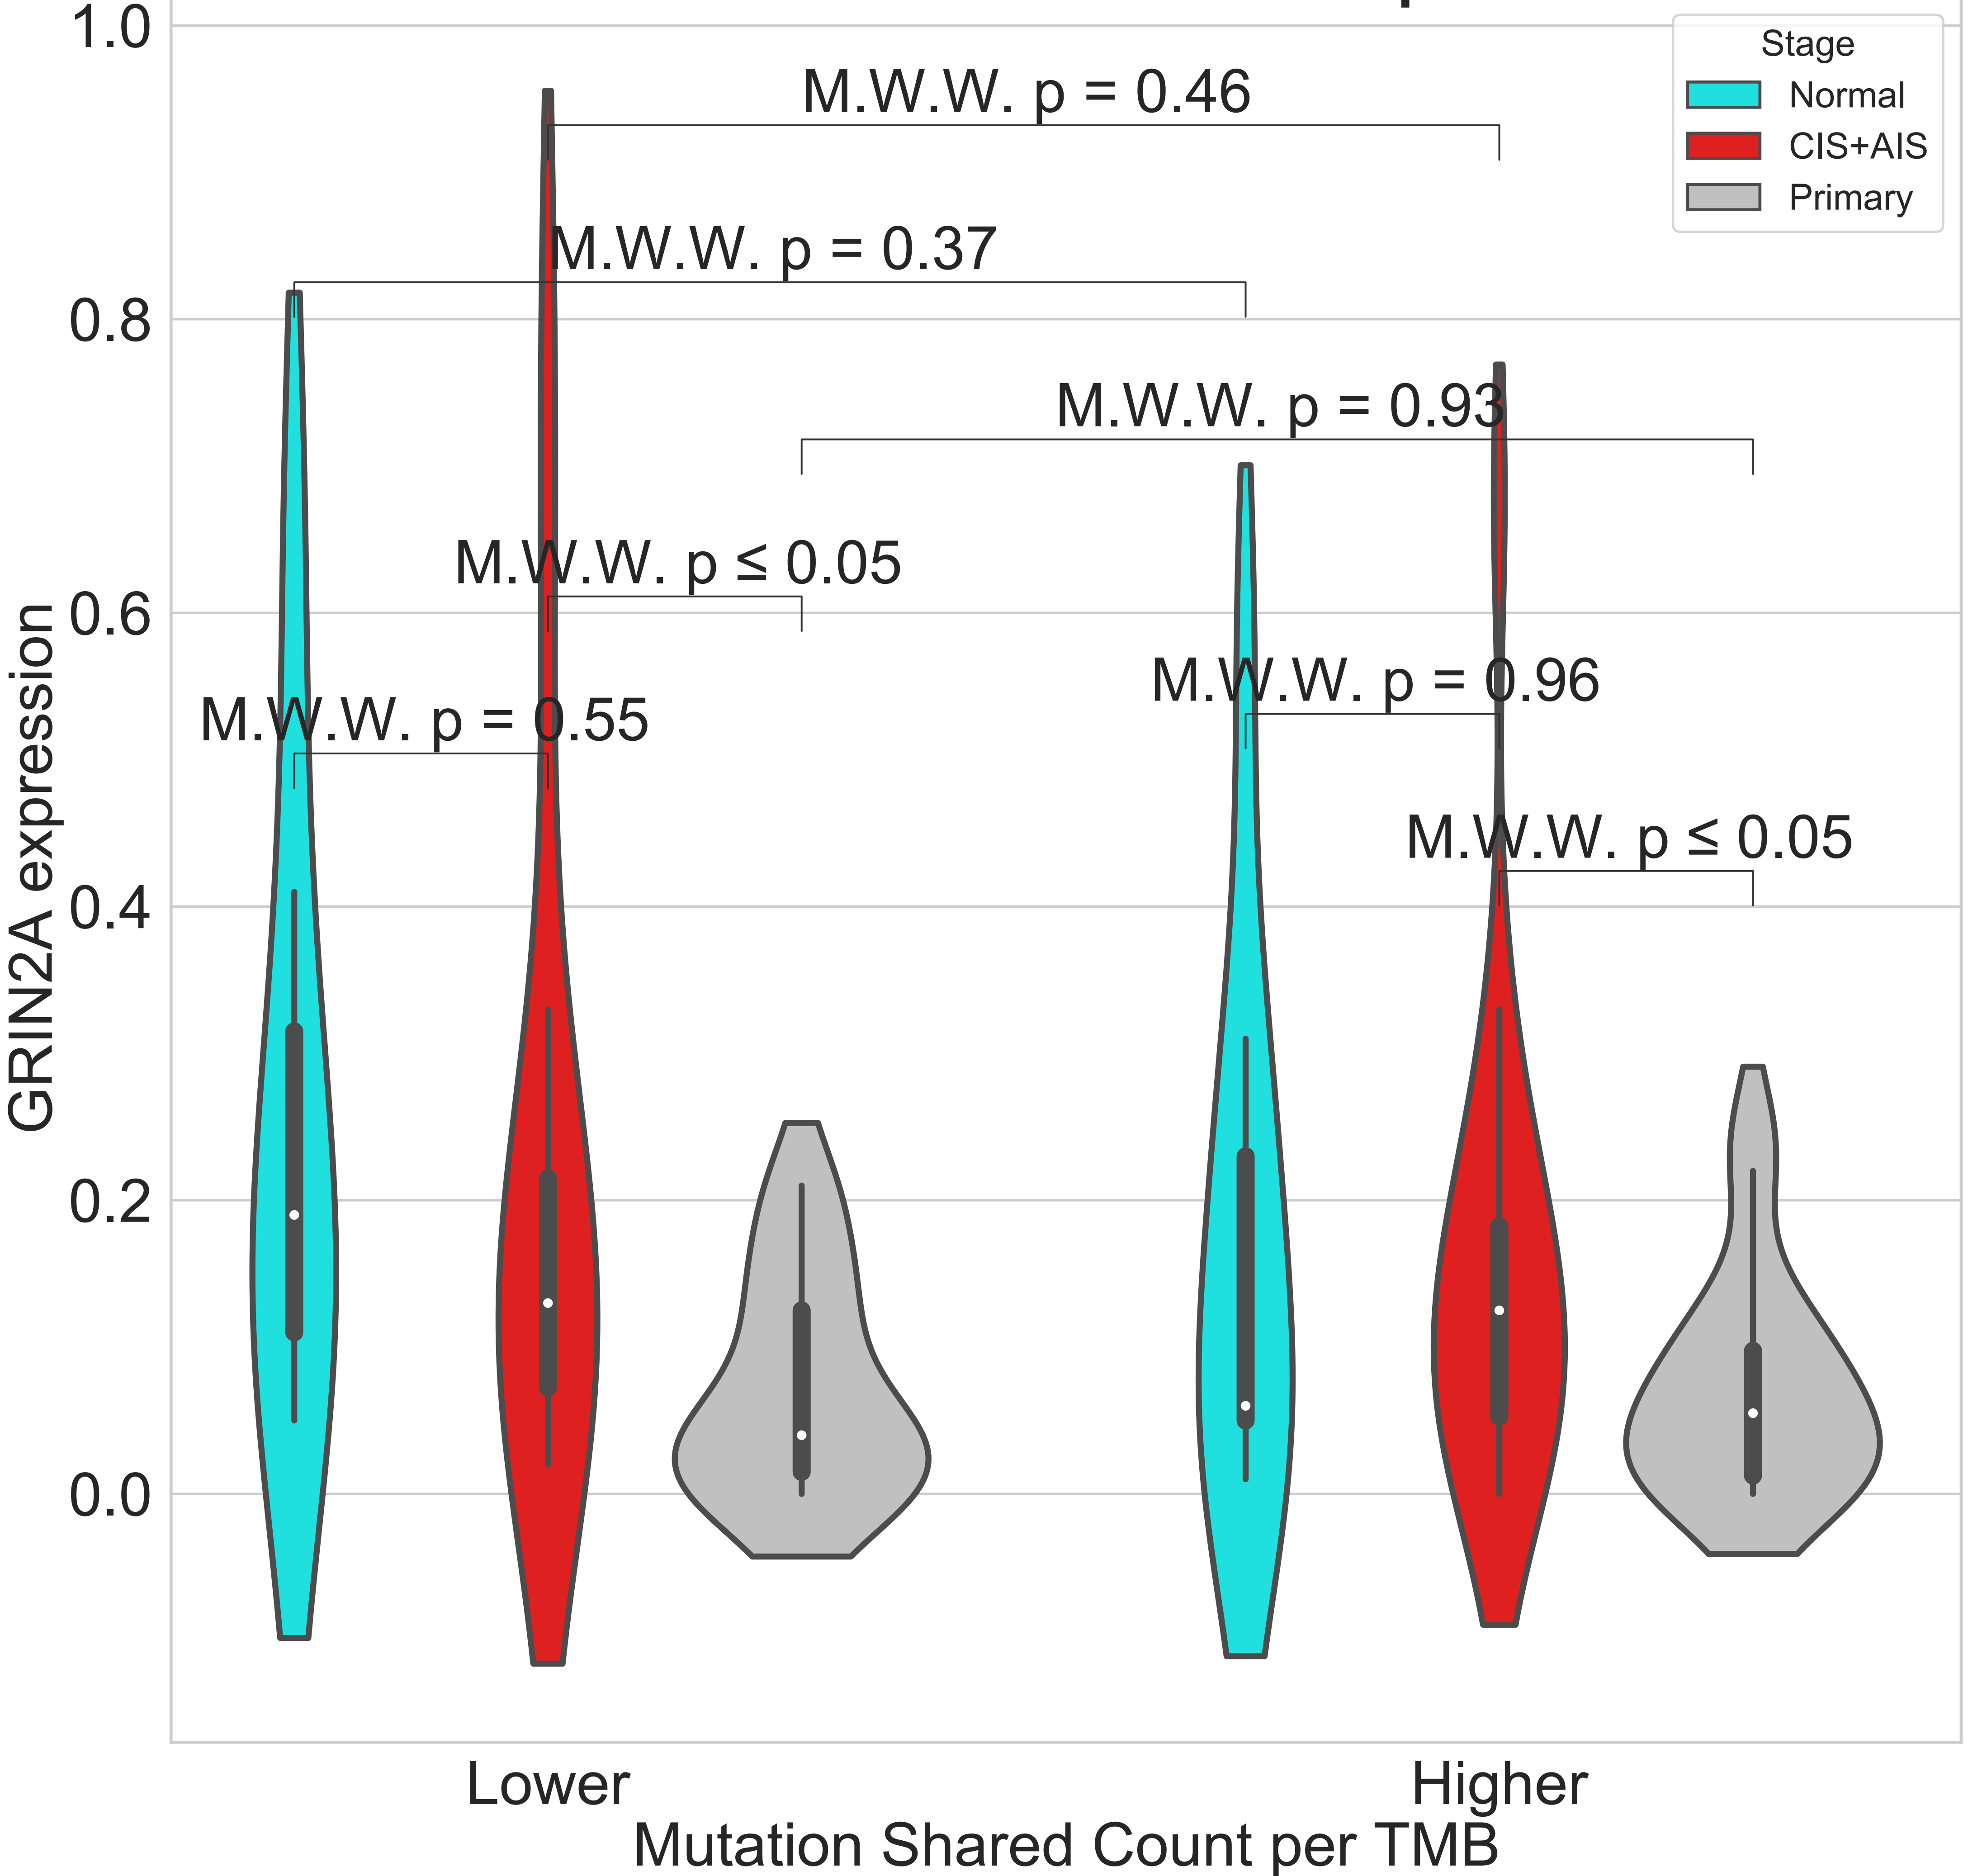 1.0
0.8
0.6
0.4
0.2
0.0
GRIN2A expression
Stage
Normal
CIS+AIS
Primary
M.W.W. p = 0.46
M.W.W. p = 0.37
M.W.W. p = 0.93
M.W.W. p ≤ 0.05
M.W.W. p = 0.96
M.W.W. p = 0.55
M.W.W. p ≤ 0.05
Lower
Higher
Mutation Shared Count per TMB